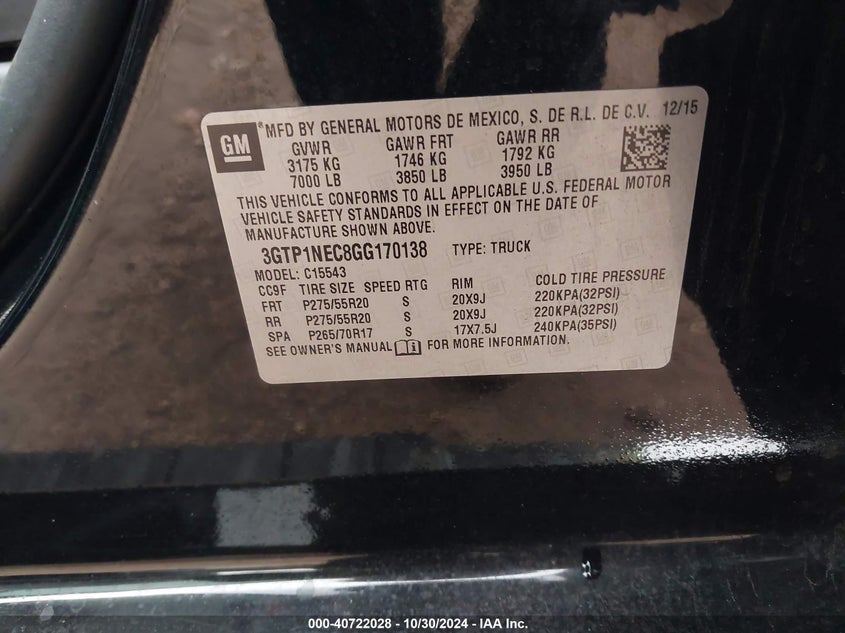 GM
®MFD BY GENERAL MOTORS DE MEXICO, S. DE R.L. DE C.V. 12/15
GVWR GAWR FRT GAWR RR
3175 KG 1746 KG 1792 KG
7000 LB 3850 LB 3950 LB
THIS VEHICLE CONFORMS TO ALL APPLICABLE U.S. FEDERAL MOTOR
VEHICLE SAFETY STANDARDS IN EFFECT ON THE DATE OF
MANUFACTURE SHOWN ABOVE.
3GTP1NEC8GG170138 TYPE: TRUCK
MODEL: C15543
CC9F TIRE SIZE SPEED RTG RIM COLD TIRE PRESSURE
FRT P275/55R20 S 20X9J 220KPA(32PSI)
RR P275/55R20 S 20X9J 220KPA(32PSI)
SPA P265/70R17 S 17X7.5J 240KPA(35PSI)
SEE OWNER'S MANUAL FOR MORE INFORMATION.
000-40722028 - 10/30/2024 - IAA Inc.